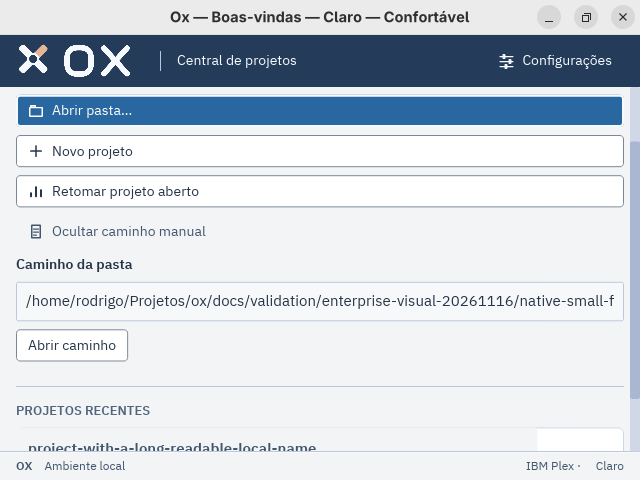 Ox — Boas-vindas — Claro — Confortável
OX
Central de projetos
Configurações
Abrir pasta...
Novo projeto
Retomar projeto aberto
Ocultar caminho manual
Caminho da pasta
/home/rodrigo/Projetos/ox/docs/validation/enterprise-visual-20261116/native-small-f
Abrir caminho
PROJETOS RECENTES
project-with-a-long-readable-local-name
OX Ambiente local
IBM Plex · Claro